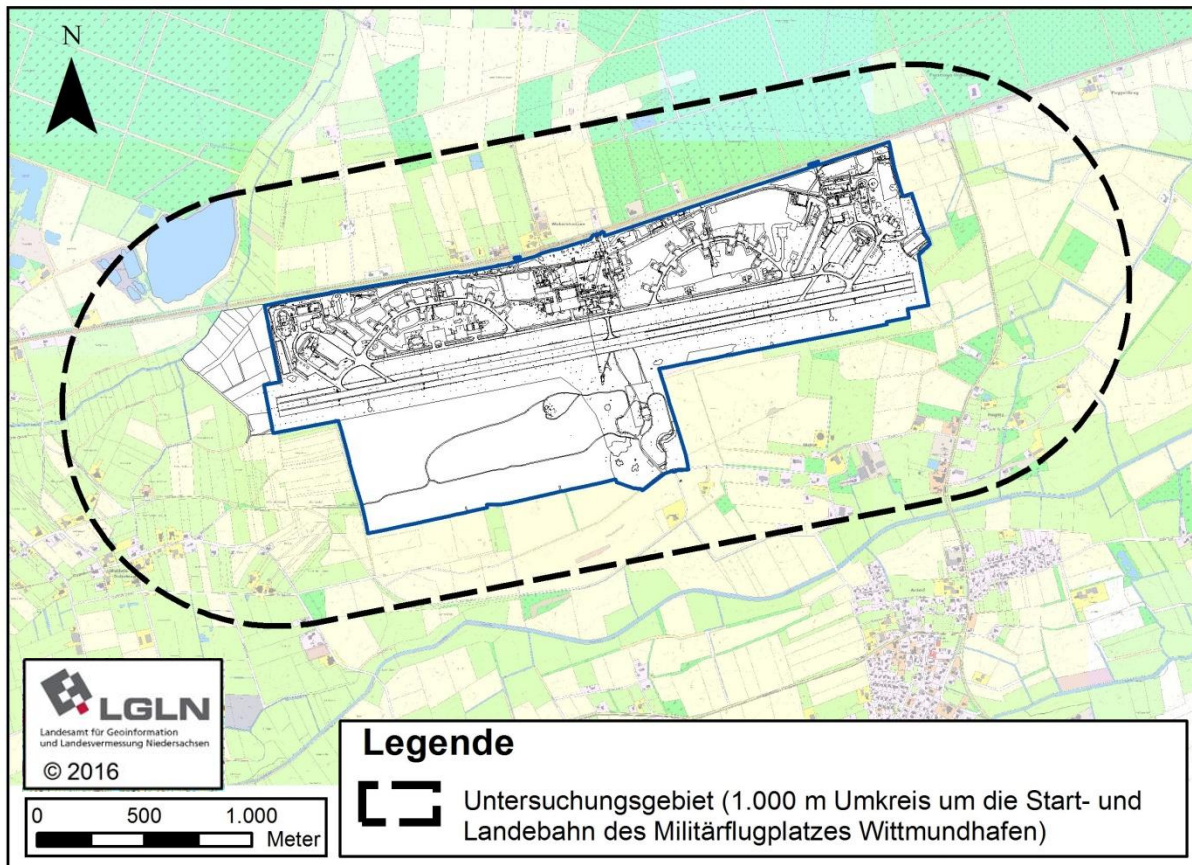 N
LGLN
Landesamt für Geoinformation
und Landesvermessung Niedersachsen
© 2016
0 500 1.000
Meter
Legende
Untersuchungsgebiet (1.000 m Umkreis um die Start- und
Landebahn des Militärflugplatzes Wittmundhafen)